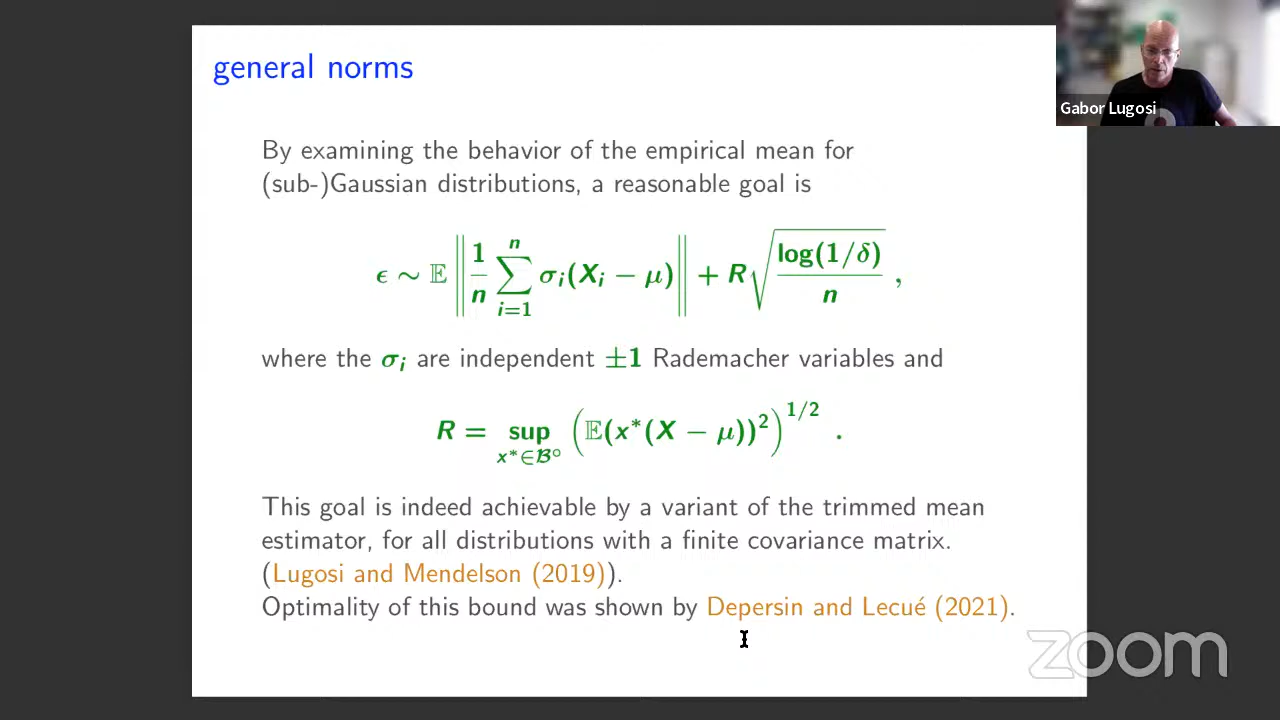 general norms
Gabor Lugosi
By examining the behavior of the empirical mean for
(sub-)Gaussian distributions, a reasonable goal is
ϵ ∼ 𝔼 ‖ 1/n ∑_{i=1}^{n} σ_i(X_i − μ) ‖ + R √(log(1/δ)/n) ,
where the σ_i are independent ±1 Rademacher variables and
R = sup_{x*∈𝓑°} (𝔼(x*(X − μ))²)^{1/2} .
This goal is indeed achievable by a variant of the trimmed mean
estimator, for all distributions with a finite covariance matrix.
(Lugosi and Mendelson (2019)).
Optimality of this bound was shown by Depersin and Lecué (2021).
zoom